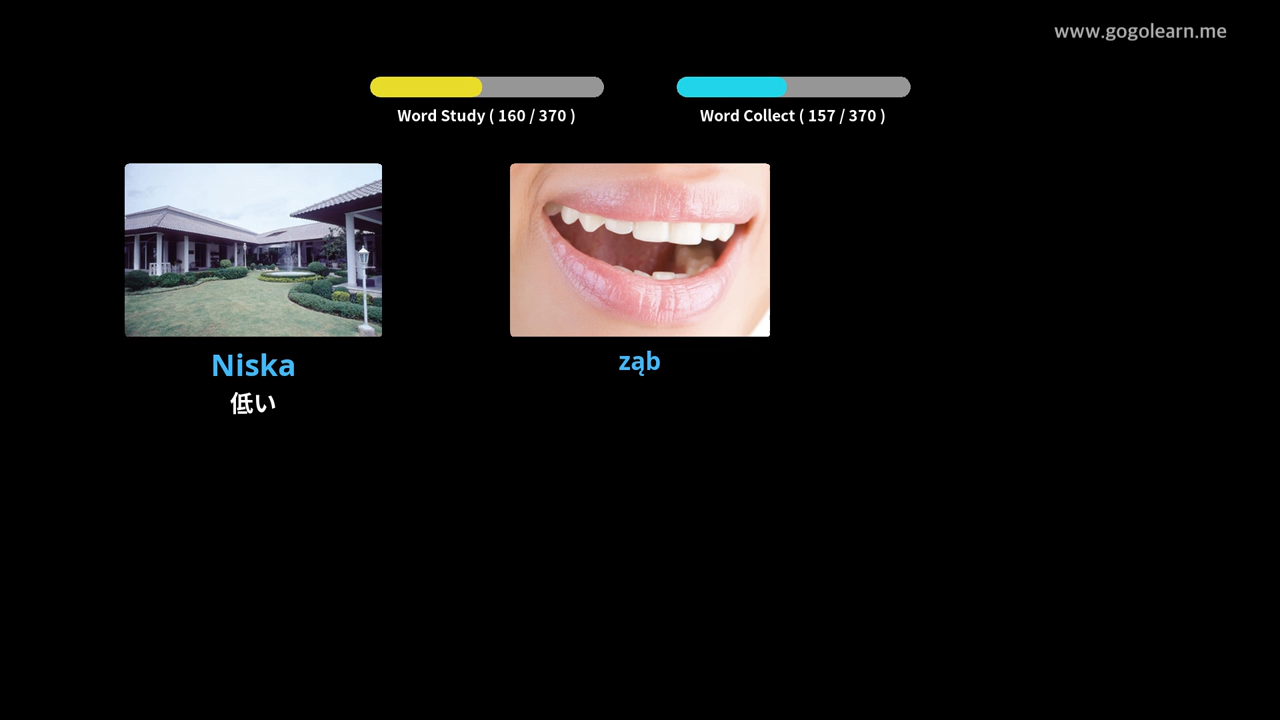 www.gogolearn.me
Word Study ( 160 / 370 )
Word Collect ( 157 / 370 )
Niska
低い
ząb